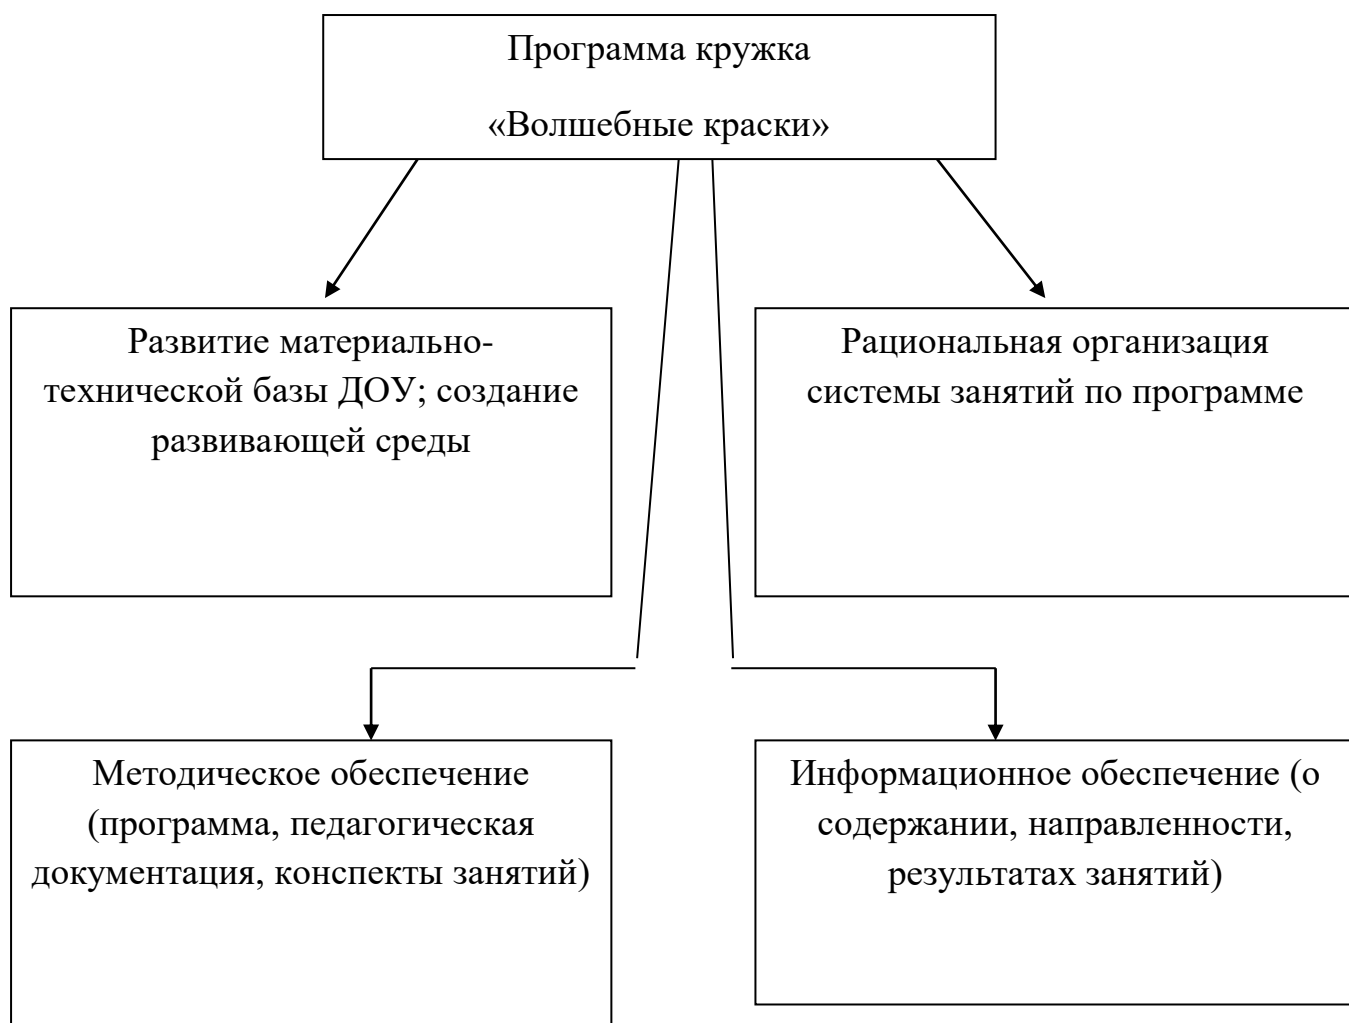 Программа кружка
«Волшебные краски»
Развитие материально-
технической базы ДОУ; создание
развивающей среды
Рациональная организация
системы занятий по программе
Методическое обеспечение
(программа, педагогическая
документация, конспекты занятий)
Информационное обеспечение (о
содержании, направленности,
результатах занятий)